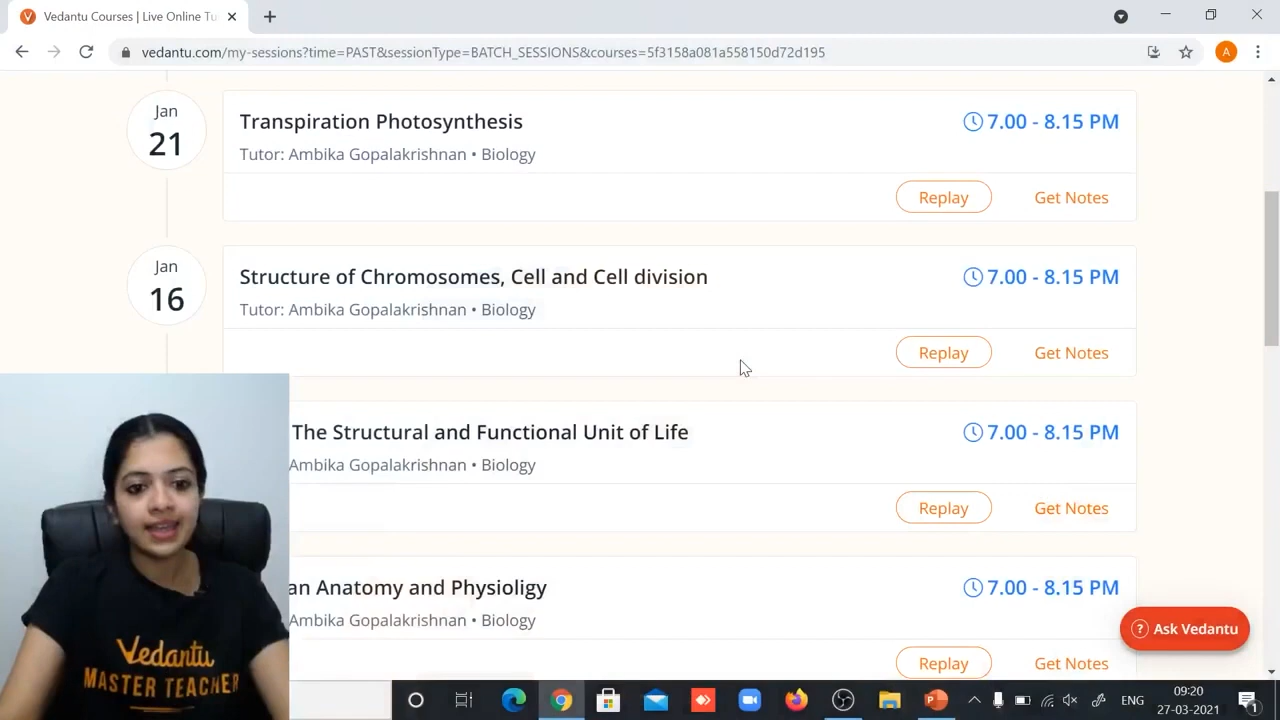 Vedantu Courses | Live Online Tu
vedantu.com/my-sessions?time=PAST&sessionType=BATCH_SESSIONS&courses=5f3158a081a558150d72d195
A
Jan
21
Transpiration Photosynthesis
7.00 - 8.15 PM
Tutor: Ambika Gopalakrishnan • Biology
Replay
Get Notes
Jan
16
Structure of Chromosomes, Cell and Cell division
7.00 - 8.15 PM
Tutor: Ambika Gopalakrishnan • Biology
Replay
Get Notes
The Structural and Functional Unit of Life
7.00 - 8.15 PM
Ambika Gopalakrishnan • Biology
Replay
Get Notes
an Anatomy and Physioligy
7.00 - 8.15 PM
Ambika Gopalakrishnan • Biology
Replay
Get Notes
? Ask Vedantu
Vedantu
MASTER TEACHER
ENG
09:20
27-03-2021
1